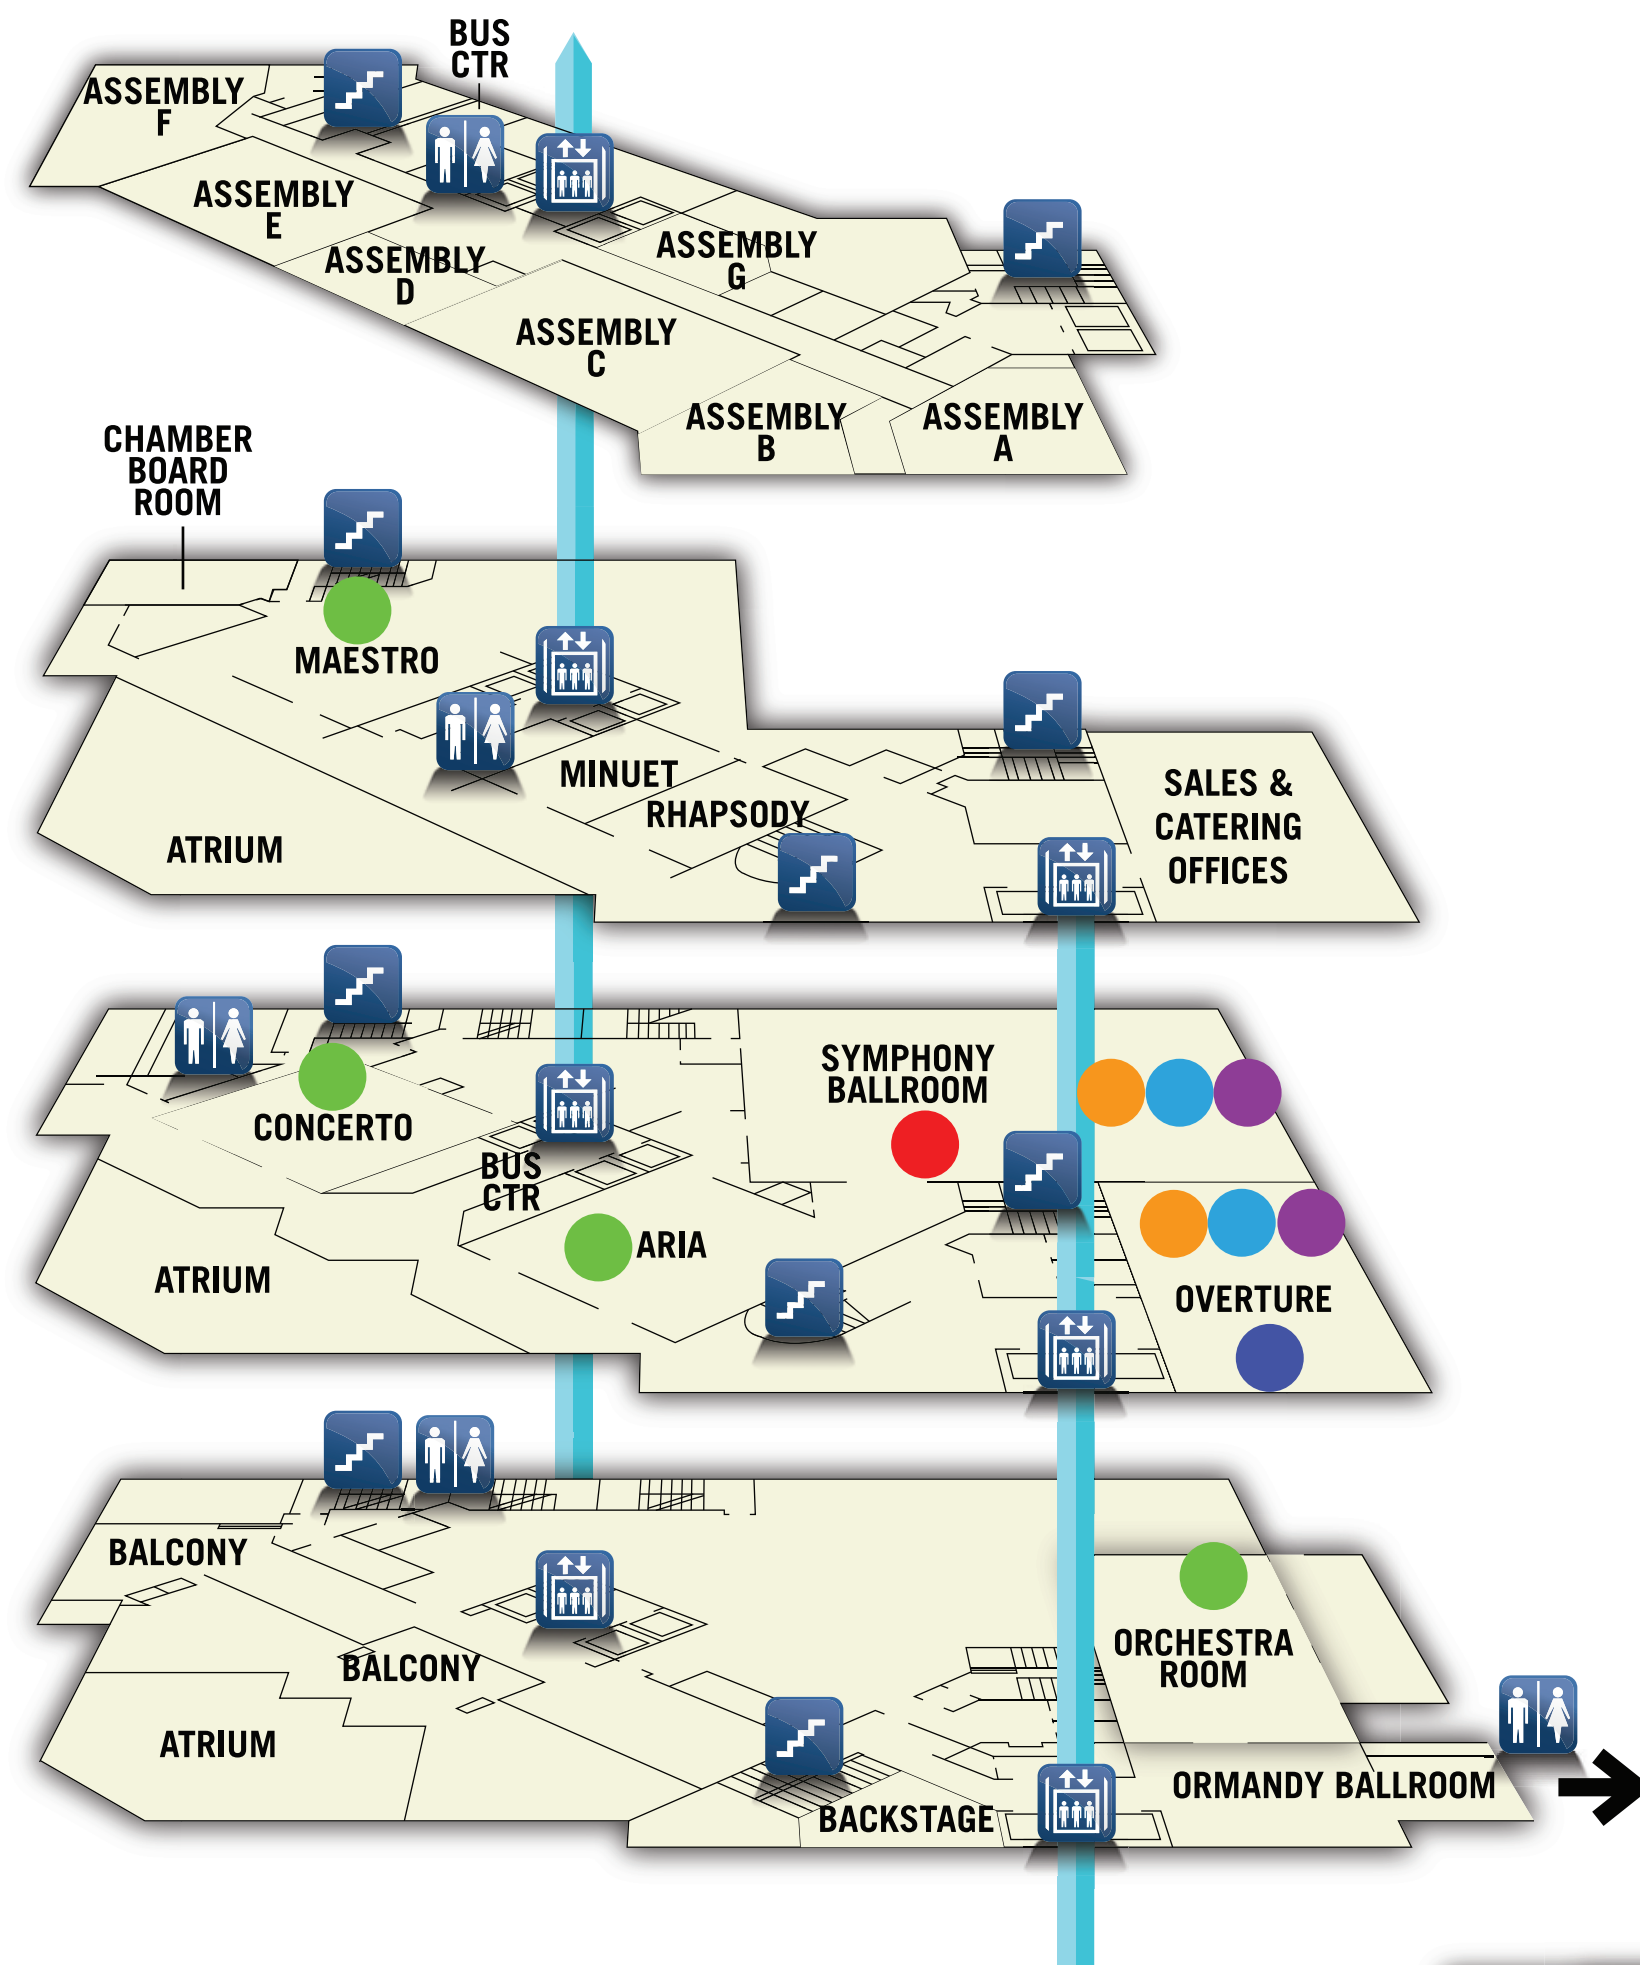 BUS
CTR
ASSEMBLY
F
ASSEMBLY
E
ASSEMBLY
D
ASSEMBLY
G
ASSEMBLY
C
ASSEMBLY
B
ASSEMBLY
A
CHAMBER
BOARD
ROOM
MAESTRO
MINUET
RHAPSODY
SALES &
CATERING
OFFICES
ATRIUM
SYMPHONY
BALLROOM
CONCERTO
BUS
CTR
ARIA
ATRIUM
OVERTURE
BALCONY
BALCONY
ORCHESTRA
ROOM
ATRIUM
ORMANDY BALLROOM
BACKSTAGE